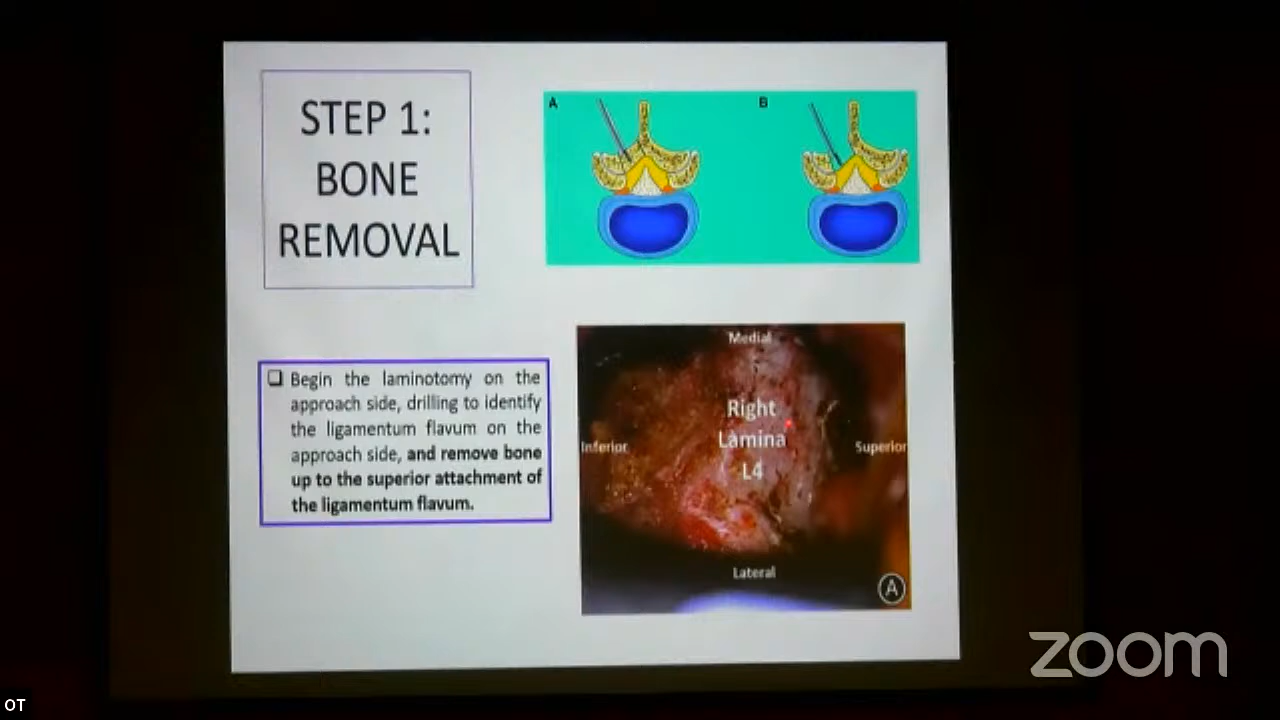 STEP 1:
BONE
REMOVAL
A
B
❑ Begin the laminotomy on the
approach side, drilling to identify
the ligamentum flavum on the
approach side, and remove bone
up to the superior attachment of
the ligamentum flavum.
Medial
Right
Lamina
L4
Inferior
Superior
Lateral
A
zoom
OT